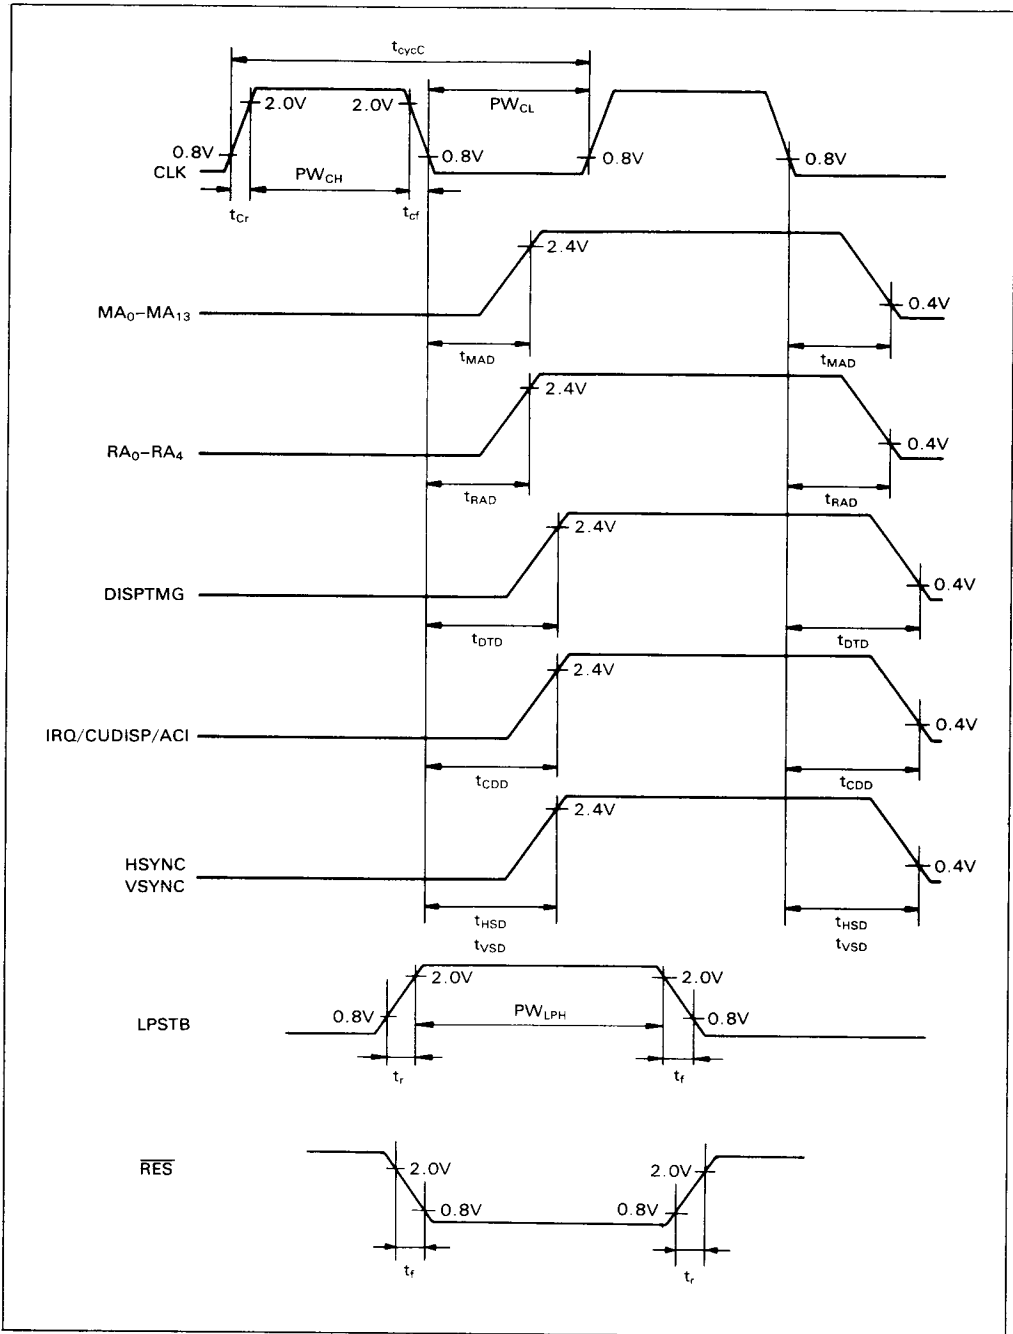 tcycC
2.0V 2.0V PWCL
0.8V 0.8V 0.8V 0.8V
CLK PWCH
tCr tcf
2.4V
MA0–MA13 0.4V
tMAD tMAD
2.4V
RA0–RA4 0.4V
tRAD tRAD
2.4V
DISPTMG 0.4V
tDTD tDTD
2.4V
IRQ/CUDISP/ACI 0.4V
tCDD tCDD
2.4V
HSYNC 0.4V
VSYNC
tHSD tHSD
tVSD tVSD
2.0V 2.0V
LPSTB 0.8V PWLPH 0.8V
tr tf
RES 2.0V 2.0V
0.8V 0.8V
tf tr